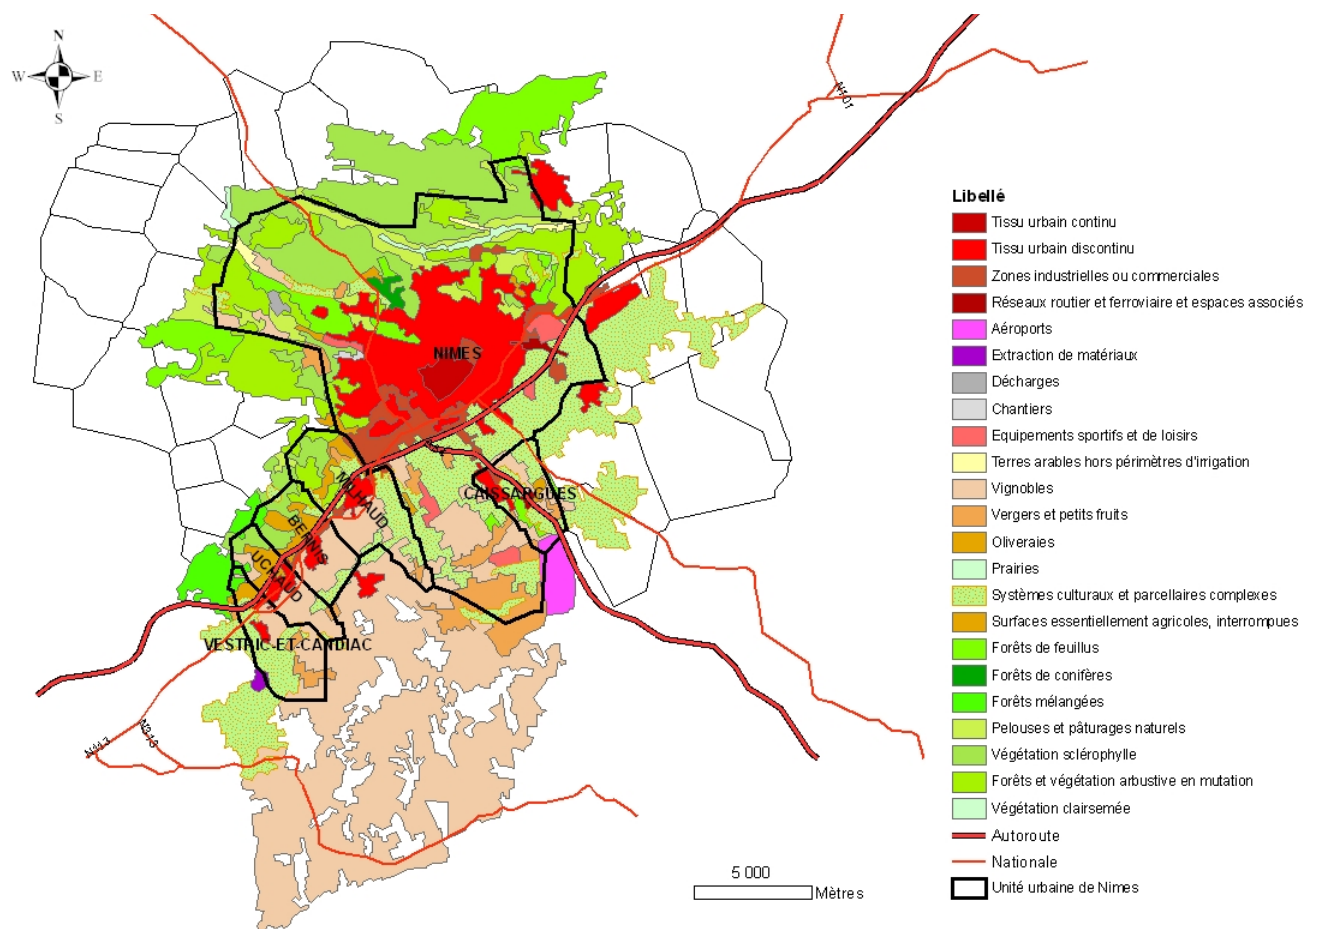 N
W E
S
N101
NIMES
CAISSARGUES
MILHAUD
BERNIS
UCHAUD
VESTRIC-ET-CANDIAC
N113
N313
5 000
Mètres
Libellé
Tissu urbain continu
Tissu urbain discontinu
Zones industrielles ou commerciales
Réseaux routier et ferroviaire et espaces associés
Aéroports
Extraction de matériaux
Décharges
Chantiers
Equipements sportifs et de loisirs
Terres arables hors périmètres d'irrigation
Vignobles
Vergers et petits fruits
Oliveraies
Prairies
Systèmes culturaux et parcellaires complexes
Surfaces essentiellement agricoles, interrompues
Forêts de feuillus
Forêts de conifères
Forêts mélangées
Pelouses et pâturages naturels
Végétation sclérophylle
Forêts et végétation arbustive en mutation
Végétation clairsemée
Autoroute
Nationale
Unité urbaine de Nimes